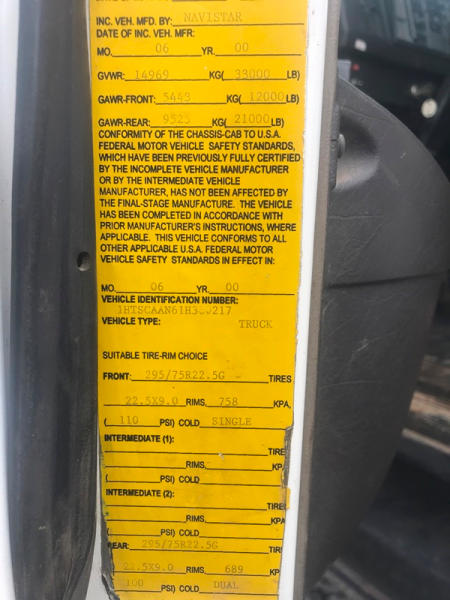 INC. VEH. MFD. BY: NAVISTAR
DATE OF INC. VEH. MFR:
MO. 06 YR. 00
GVWR: 14969 KG( 33000 LB)
GAWR-FRONT: 5443 KG( 12000 LB)
GAWR-REAR: 9525 KG( 21000 LB)
CONFORMITY OF THE CHASSIS-CAB TO U.S.A.
FEDERAL MOTOR VEHICLE SAFETY STANDARDS,
WHICH HAVE BEEN PREVIOUSLY FULLY CERTIFIED
BY THE INCOMPLETE VEHICLE MANUFACTURER
OR BY THE INTERMEDIATE VEHICLE
MANUFACTURER, HAS NOT BEEN AFFECTED BY
THE FINAL-STAGE MANUFACTURE. THE VEHICLE
HAS BEEN COMPLETED IN ACCORDANCE WITH
PRIOR MANUFACTURER'S INSTRUCTIONS, WHERE
APPLICABLE. THIS VEHICLE CONFORMS TO ALL
OTHER APPLICABLE U.S.A. FEDERAL MOTOR
VEHICLE SAFETY STANDARDS IN EFFECT IN:
MO. 06 YR. 00
VEHICLE IDENTIFICATION NUMBER:
VEHICLE TYPE: TRUCK
SUITABLE TIRE-RIM CHOICE
FRONT: 295/75R22.5G - TIRES
22.5X9.0 RIMS, 758 KPA,
( 110 PSI) COLD SINGLE
INTERMEDIATE (1):
TIRE
RIMS, KP
( PSI) COLD
INTERMEDIATE (2):
TIRE
RIMS, KPA
( PSI) COLD
REAR: 295/75R22.5G TIR
22.5X9.0 RIMS, 689 KP
100 PSI) COLD DUAL